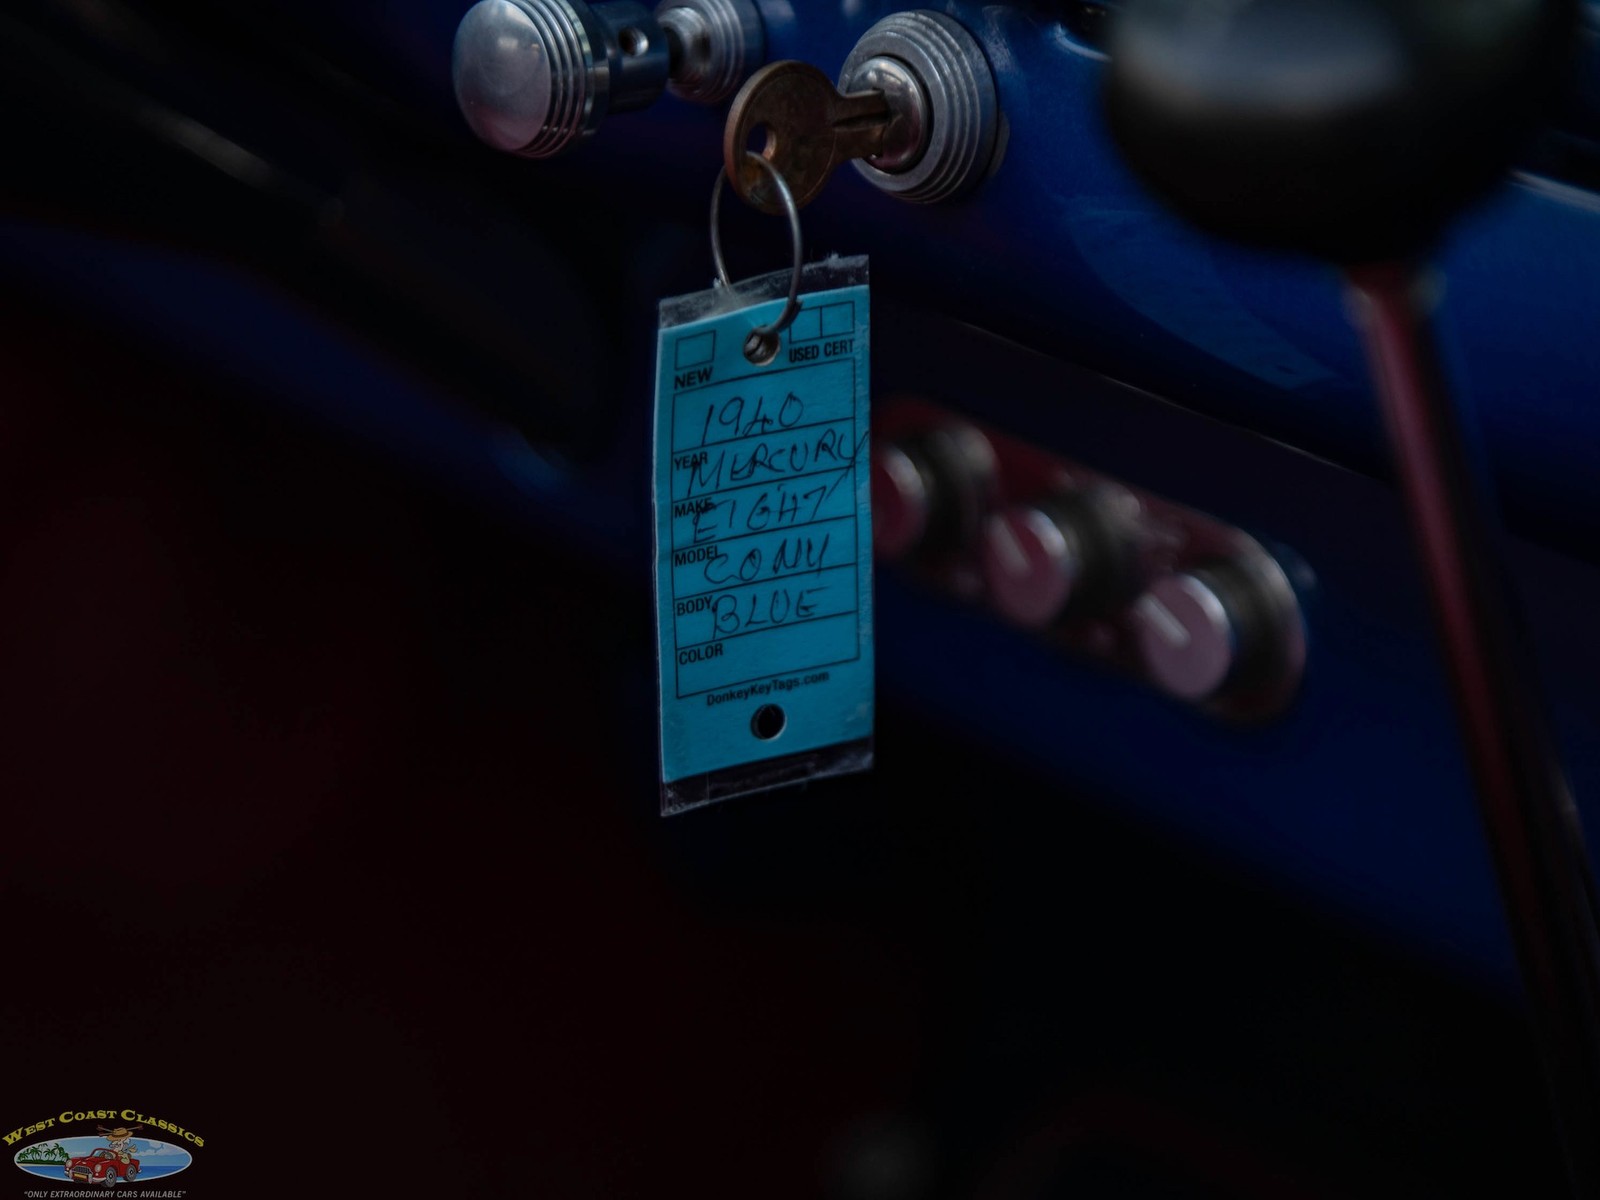 USED CERT
NEW
1940
YEAR
MERCURY
MAKE
EIGHT
MODEL
CONV
BODY
BLUE
COLOR
DonkeyKeyTags.com
WEST COAST CLASSICS
"ONLY EXTRAORDINARY CARS AVAILABLE"